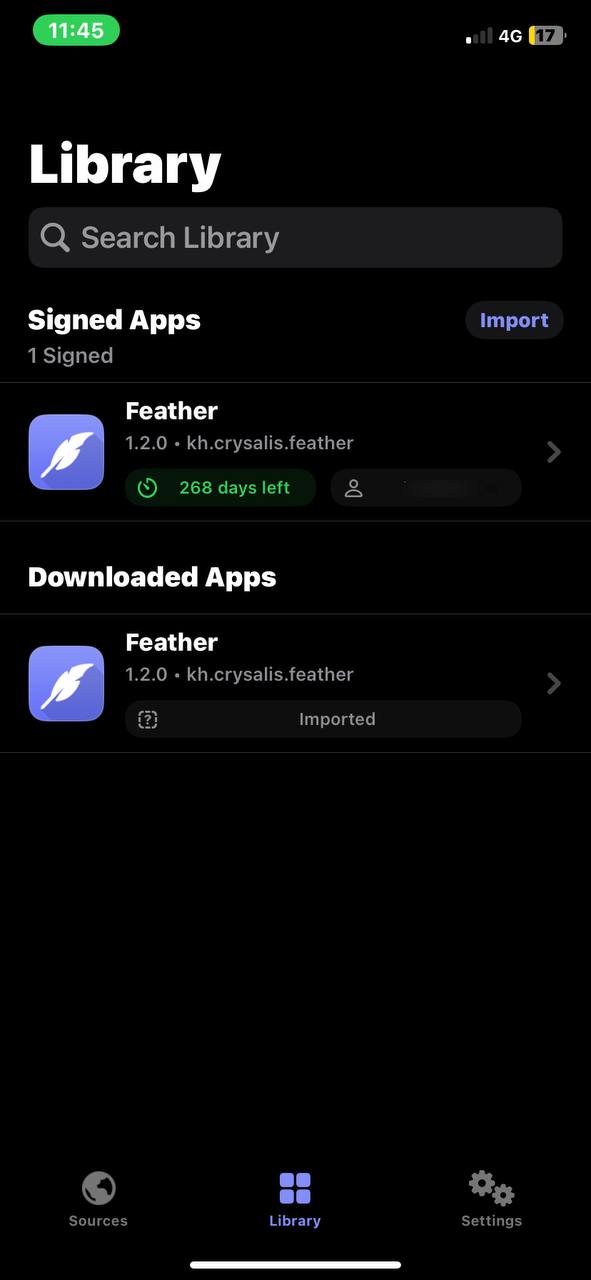 11:45
4G 17
Library
Search Library
Signed Apps
Import
1 Signed
Feather
1.2.0 • kh.crysalis.feather
268 days left
Downloaded Apps
Feather
1.2.0 • kh.crysalis.feather
Imported
Sources
Library
Settings